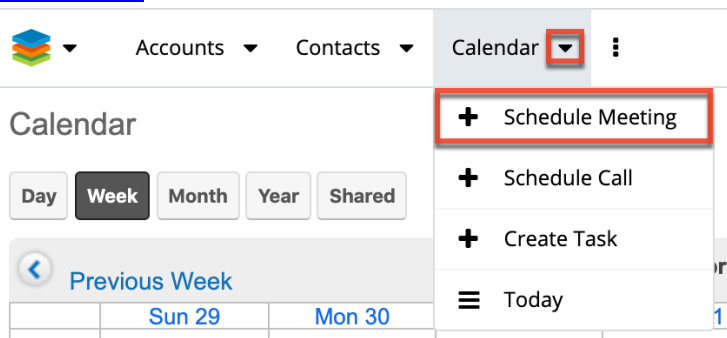 Accounts Contacts Calendar
Calendar
Schedule Meeting
Day Week Month Year Shared
Schedule Call
Create Task
Previous Week
Today
Sun 29 Mon 30